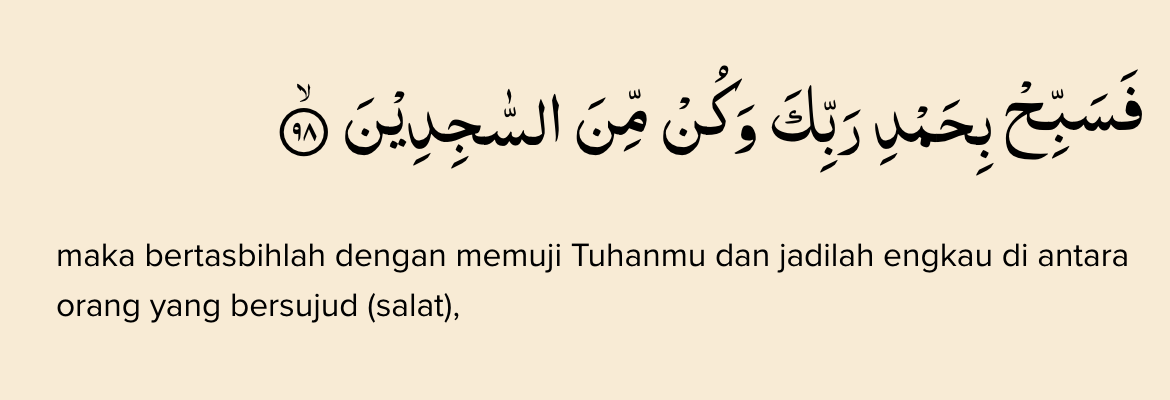 فَسَبِّحْ بِحَمْدِ رَبِّكَ وَكُنْ مِّنَ السّٰجِدِيْنَ ۙ ٩٨
maka bertasbihlah dengan memuji Tuhanmu dan jadilah engkau di antara
orang yang bersujud (salat),